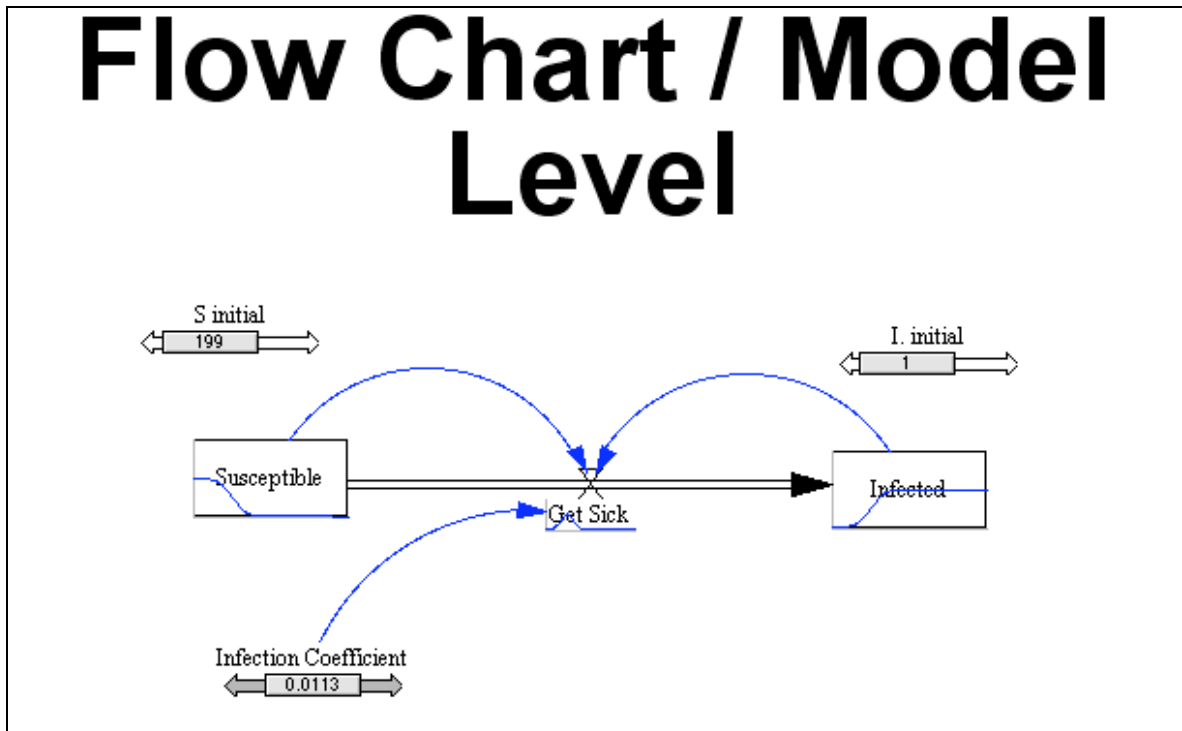 Flow Chart / Model
Level
S initial
199
I. initial
1
Susceptible
Get Sick
Infected
Infection Coefficient
0.0113